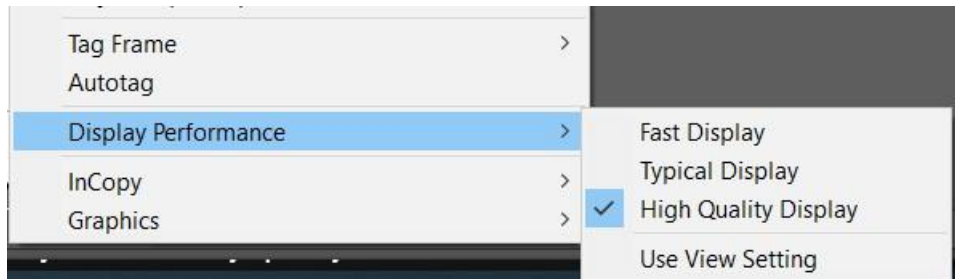 Tag Frame
Autotag
Display Performance
InCopy
Graphics
Fast Display
Typical Display
High Quality Display
Use View Setting